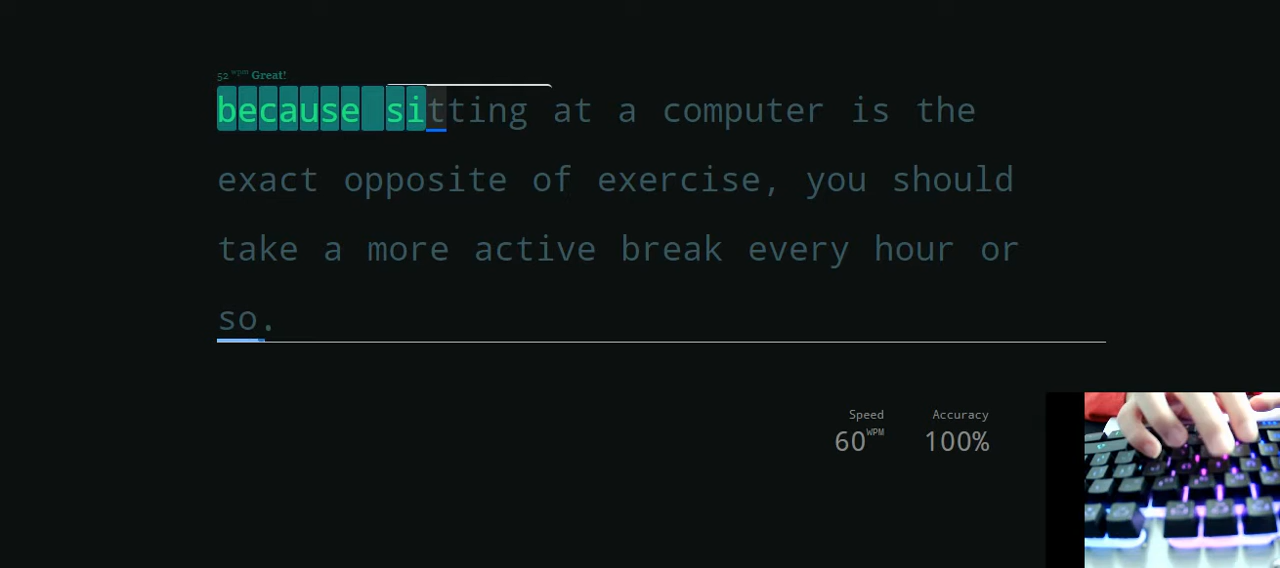 52 wpm Great!
because sitting at a computer is the
exact opposite of exercise, you should
take a more active break every hour or
so.
Speed Accuracy
60 WPM 100%